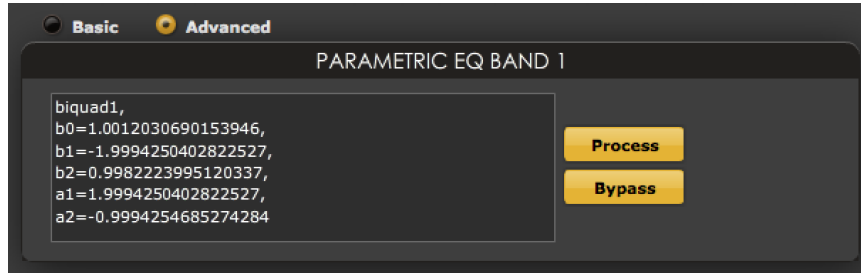 Basic Advanced
PARAMETRIC EQ BAND 1
biquad1,
b0=1.0012030690153946,
b1=-1.9994250402822527,
b2=0.9982223995120337,
a1=1.9994250402822527,
a2=-0.9994254685274284
Process
Bypass